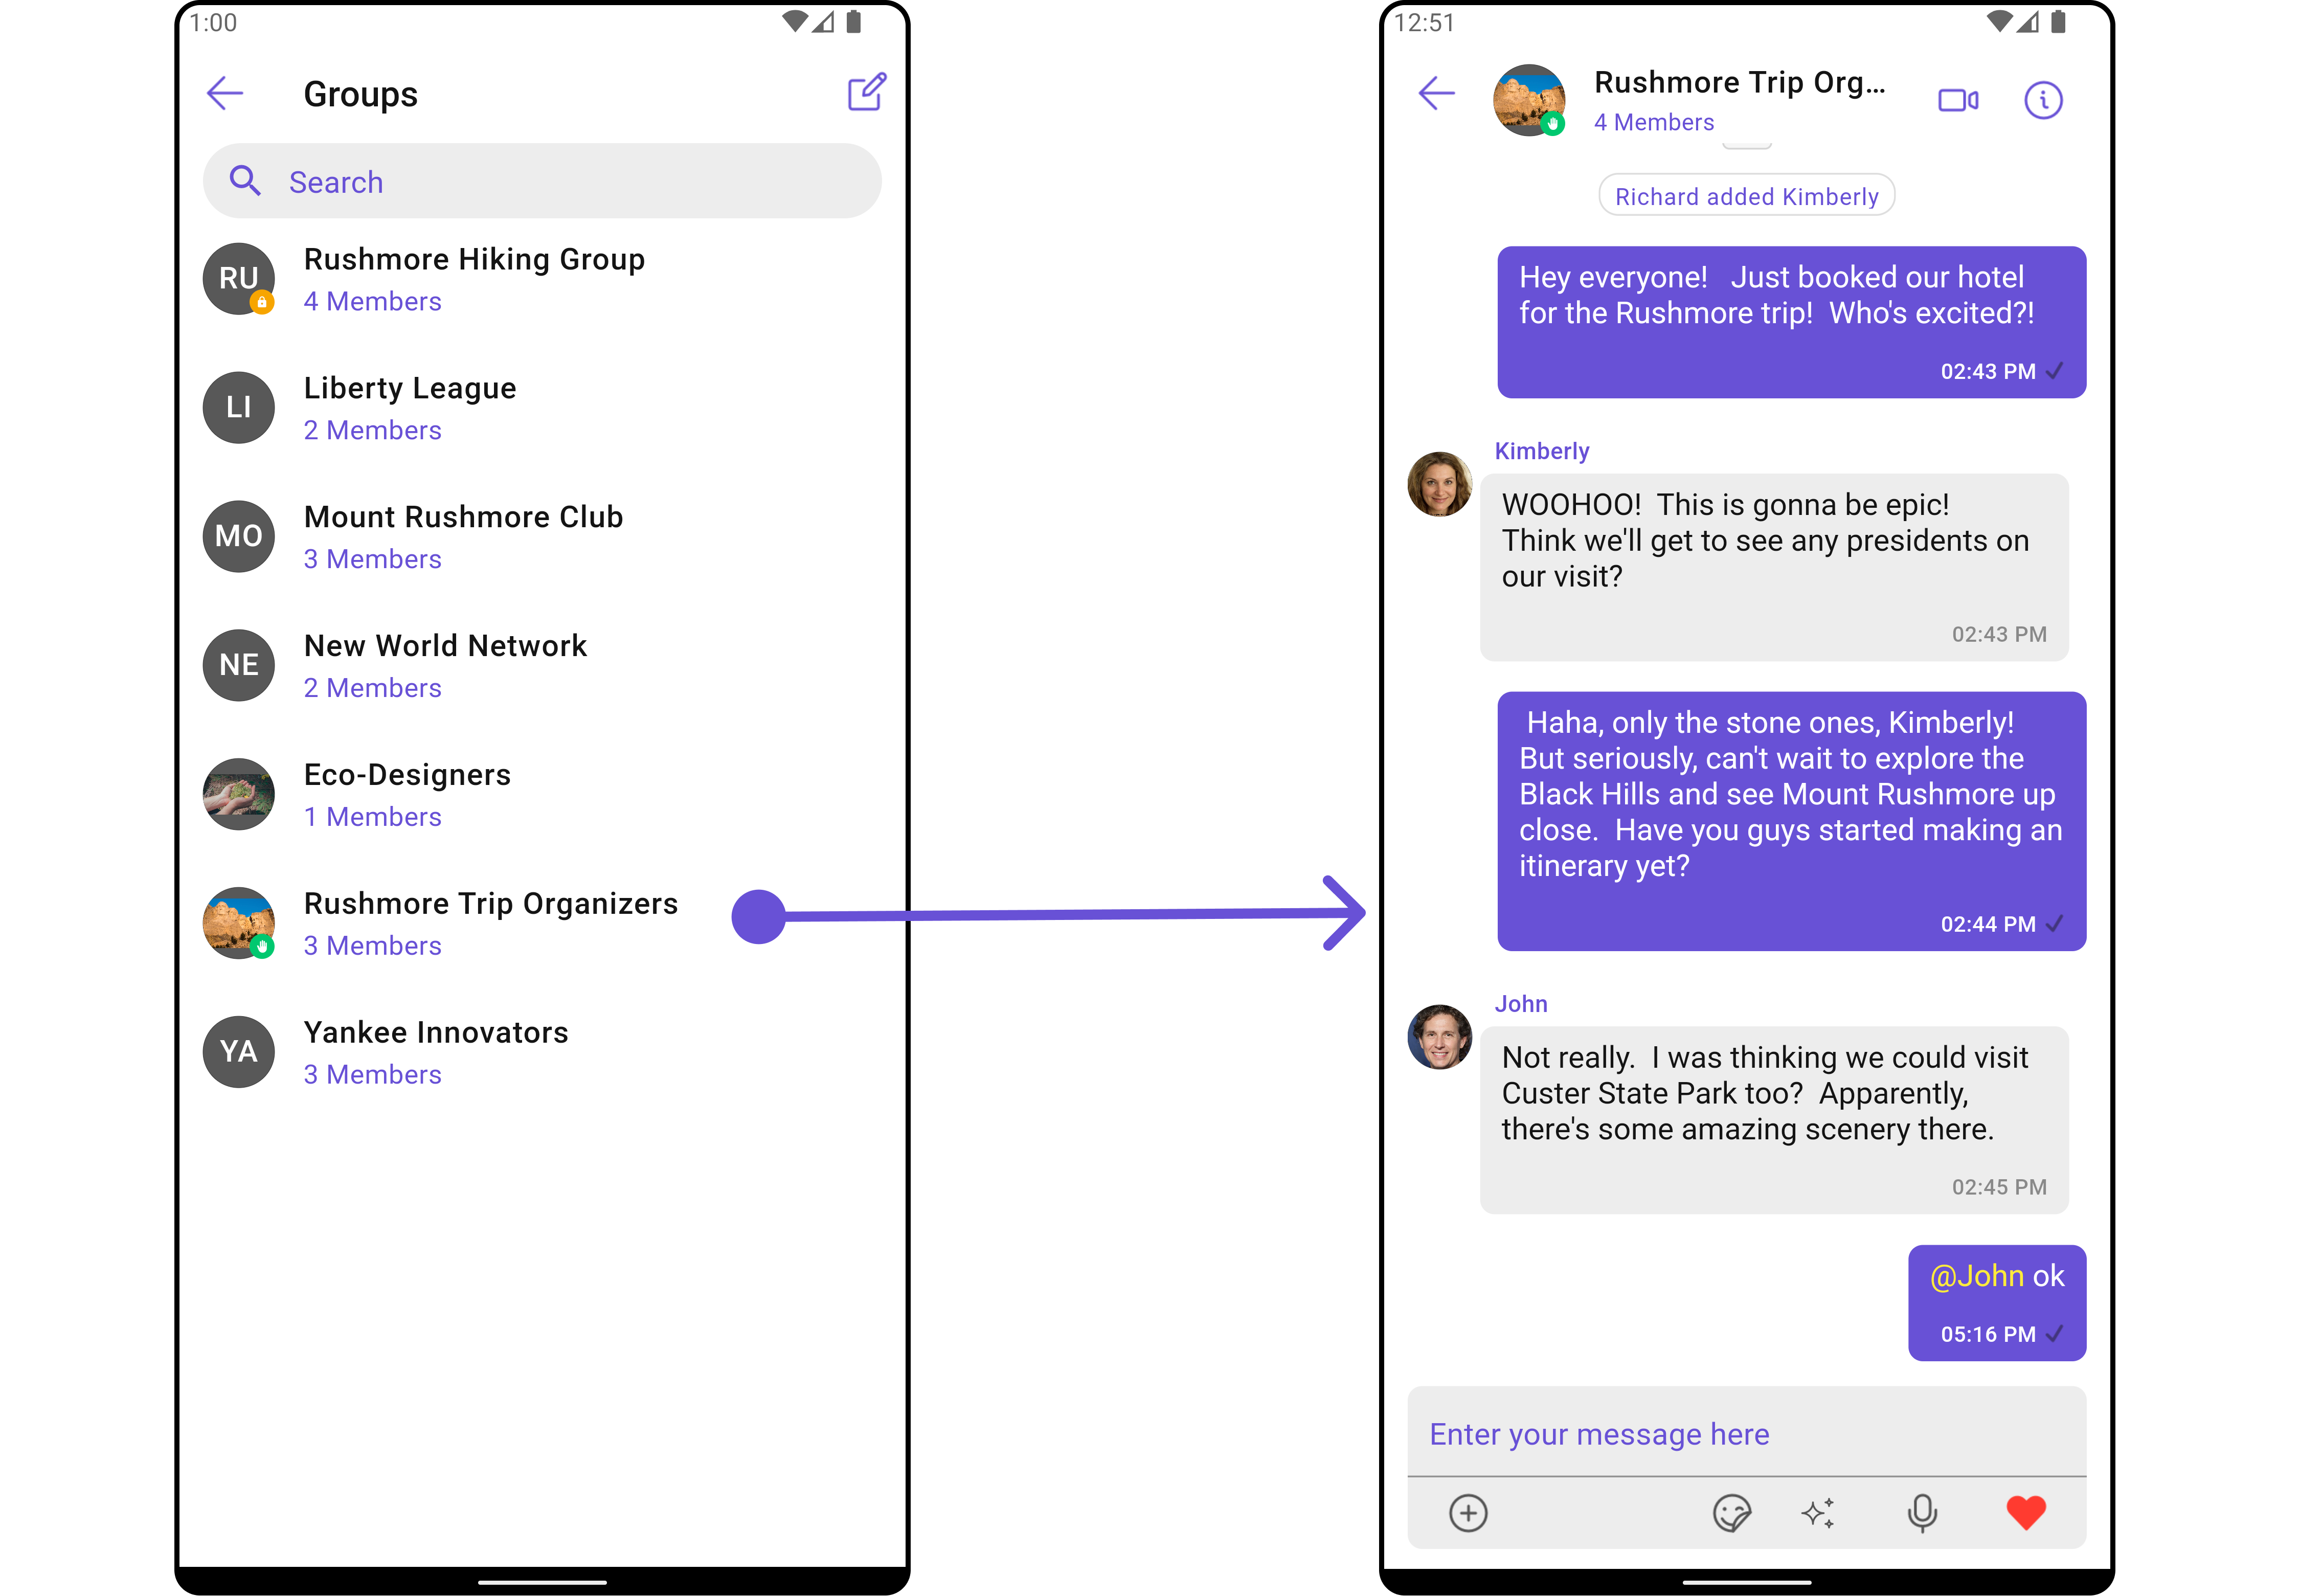 1:00
Groups
Search
RU
Rushmore Hiking Group
4 Members
LI
Liberty League
2 Members
MO
Mount Rushmore Club
3 Members
NE
New World Network
2 Members
Eco-Designers
1 Members
Rushmore Trip Organizers
3 Members
YA
Yankee Innovators
3 Members
12:51
Rushmore Trip Org...
4 Members
Richard added Kimberly
Hey everyone! Just booked our hotel
for the Rushmore trip! Who's excited?!
02:43 PM
Kimberly
WOOHOO! This is gonna be epic!
Think we'll get to see any presidents on
our visit?
02:43 PM
Haha, only the stone ones, Kimberly!
But seriously, can't wait to explore the
Black Hills and see Mount Rushmore up
close. Have you guys started making an
itinerary yet?
02:44 PM
John
Not really. I was thinking we could visit
Custer State Park too? Apparently,
there's some amazing scenery there.
02:45 PM
@John ok
05:16 PM
Enter your message here